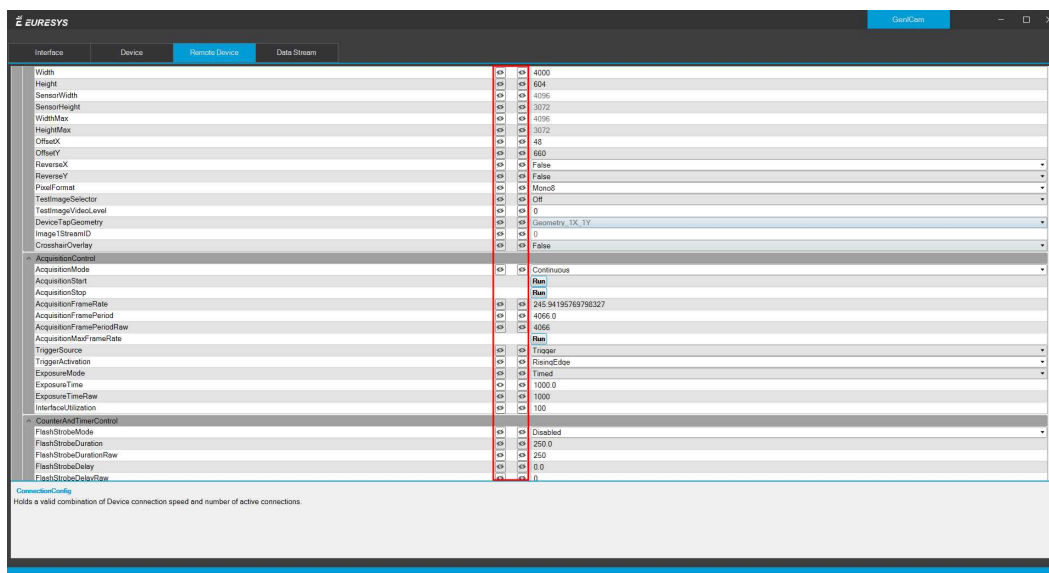 EURESYS
GenICam
Interface Device Remote Device Data Stream
Width 4000
Height 604
SensorWidth 4096
SensorHeight 3072
WidthMax 4096
HeightMax 3072
OffsetX 48
OffsetY 660
ReverseX False
ReverseY False
PixelFormat Mono8
TestImageSelector Off
TestImageVideoLevel 0
DeviceTapGeometry Geometry_1X_1Y
Image1StreamID 0
CrosshairOverlay False
AcquisitionControl
AcquisitionMode Continuous
AcquisitionStart Run
AcquisitionStop Run
AcquisitionFrameRate 245.94195769798327
AcquisitionFramePeriod 4066.0
AcquisitionFramePeriodRaw 4066
AcquisitionMaxFrameRate Run
TriggerSource Trigger
TriggerActivation RisingEdge
ExposureMode Timed
ExposureTime 1000.0
ExposureTimeRaw 1000
InterfaceUtilization 100
CounterAndTimerControl
FlashStrobeMode Disabled
FlashStrobeDuration 250.0
FlashStrobeDurationRaw 250
FlashStrobeDelay 0.0
FlashStrobeDelayRaw 0
ConnectionConfig
Holds a valid combination of Device connection speed and number of active connections.